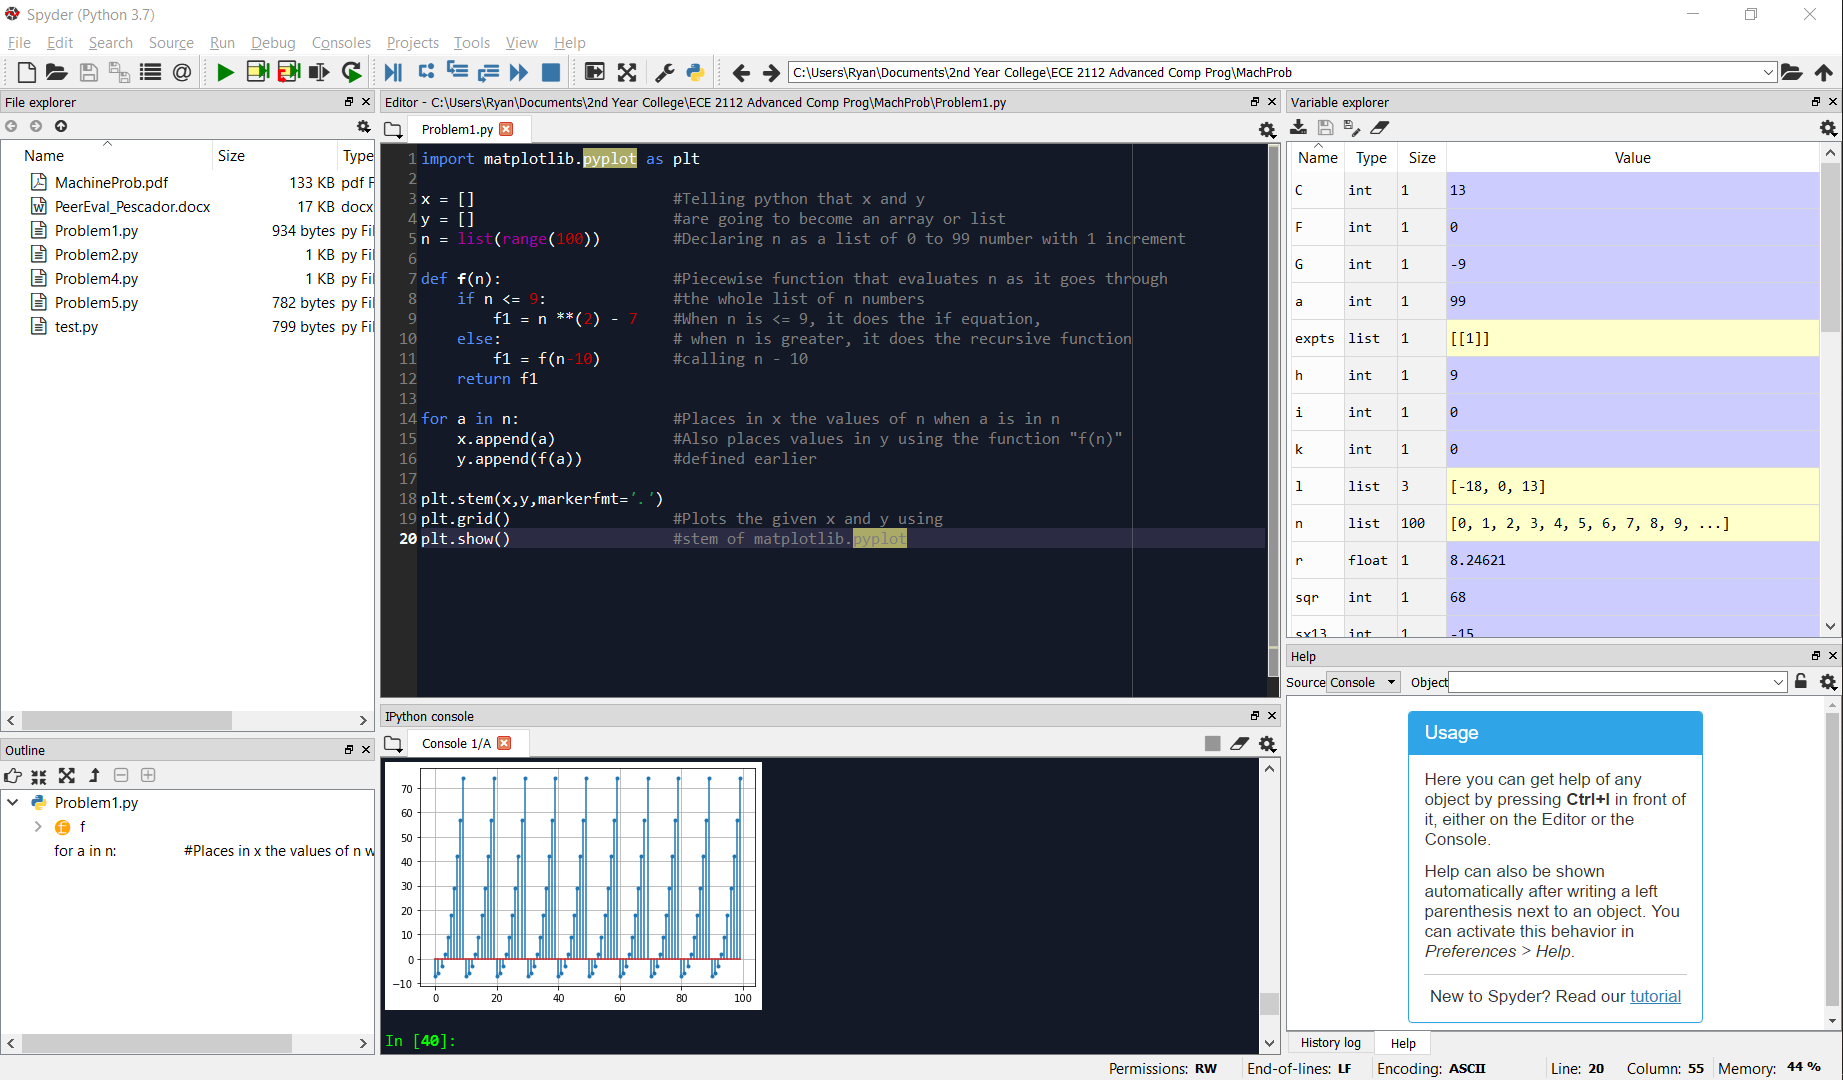 Spyder (Python 3.7)
File Edit Search Source Run Debug Consoles Projects Tools View Help
C:\Users\Ryan\Documents\2nd Year College\ECE 2112 Advanced Comp Prog\MachProb
File explorer
Name Size Type
MachineProb.pdf 133 KB pdf F
PeerEval_Pescador.docx 17 KB docx
Problem1.py 934 bytes py Fil
Problem2.py 1 KB py Fil
Problem4.py 1 KB py Fil
Problem5.py 782 bytes py Fil
test.py 799 bytes py Fil
Outline
Problem1.py
f
for a in n: #Places in x the values of n w
Editor - C:\Users\Ryan\Documents\2nd Year College\ECE 2112 Advanced Comp Prog\MachProb\Problem1.py
Problem1.py
1 import matplotlib.pyplot as plt
2
3 x = [] #Telling python that x and y
4 y = [] #are going to become an array or list
5 n = list(range(100)) #Declaring n as a list of 0 to 99 number with 1 increment
6
7 def f(n): #Piecewise function that evaluates n as it goes through
8 if n <= 9: #the whole list of n numbers
9 f1 = n **(2) - 7 #When n is <= 9, it does the if equation,
10 else: # when n is greater, it does the recursive function
11 f1 = f(n-10) #calling n - 10
12 return f1
13
14 for a in n: #Places in x the values of n when a is in n
15 x.append(a) #Also places values in y using the function "f(n)"
16 y.append(f(a)) #defined earlier
17
18 plt.stem(x,y,markerfmt='.')
19 plt.grid() #Plots the given x and y using
20 plt.show() #stem of matplotlib.pyplot
IPython console
Console 1/A
70
60
50
40
30
20
10
0
−10
0 20 40 60 80 100
In [40]:
Variable explorer
Name Type Size Value
C int 1 13
F int 1 0
G int 1 -9
a int 1 99
expts list 1 [[1]]
h int 1 9
i int 1 0
k int 1 0
l list 3 [-18, 0, 13]
n list 100 [0, 1, 2, 3, 4, 5, 6, 7, 8, 9, ...]
r float 1 8.24621
sqr int 1 68
sx13 int 1 -15
Help
Source Console Object
Usage
Here you can get help of any
object by pressing Ctrl+I in front of
it, either on the Editor or the
Console.
Help can also be shown
automatically after writing a left
parenthesis next to an object. You
can activate this behavior in
Preferences > Help.
New to Spyder? Read our tutorial
History log Help
Permissions: RW End-of-lines: LF Encoding: ASCII Line: 20 Column: 55 Memory: 44 %